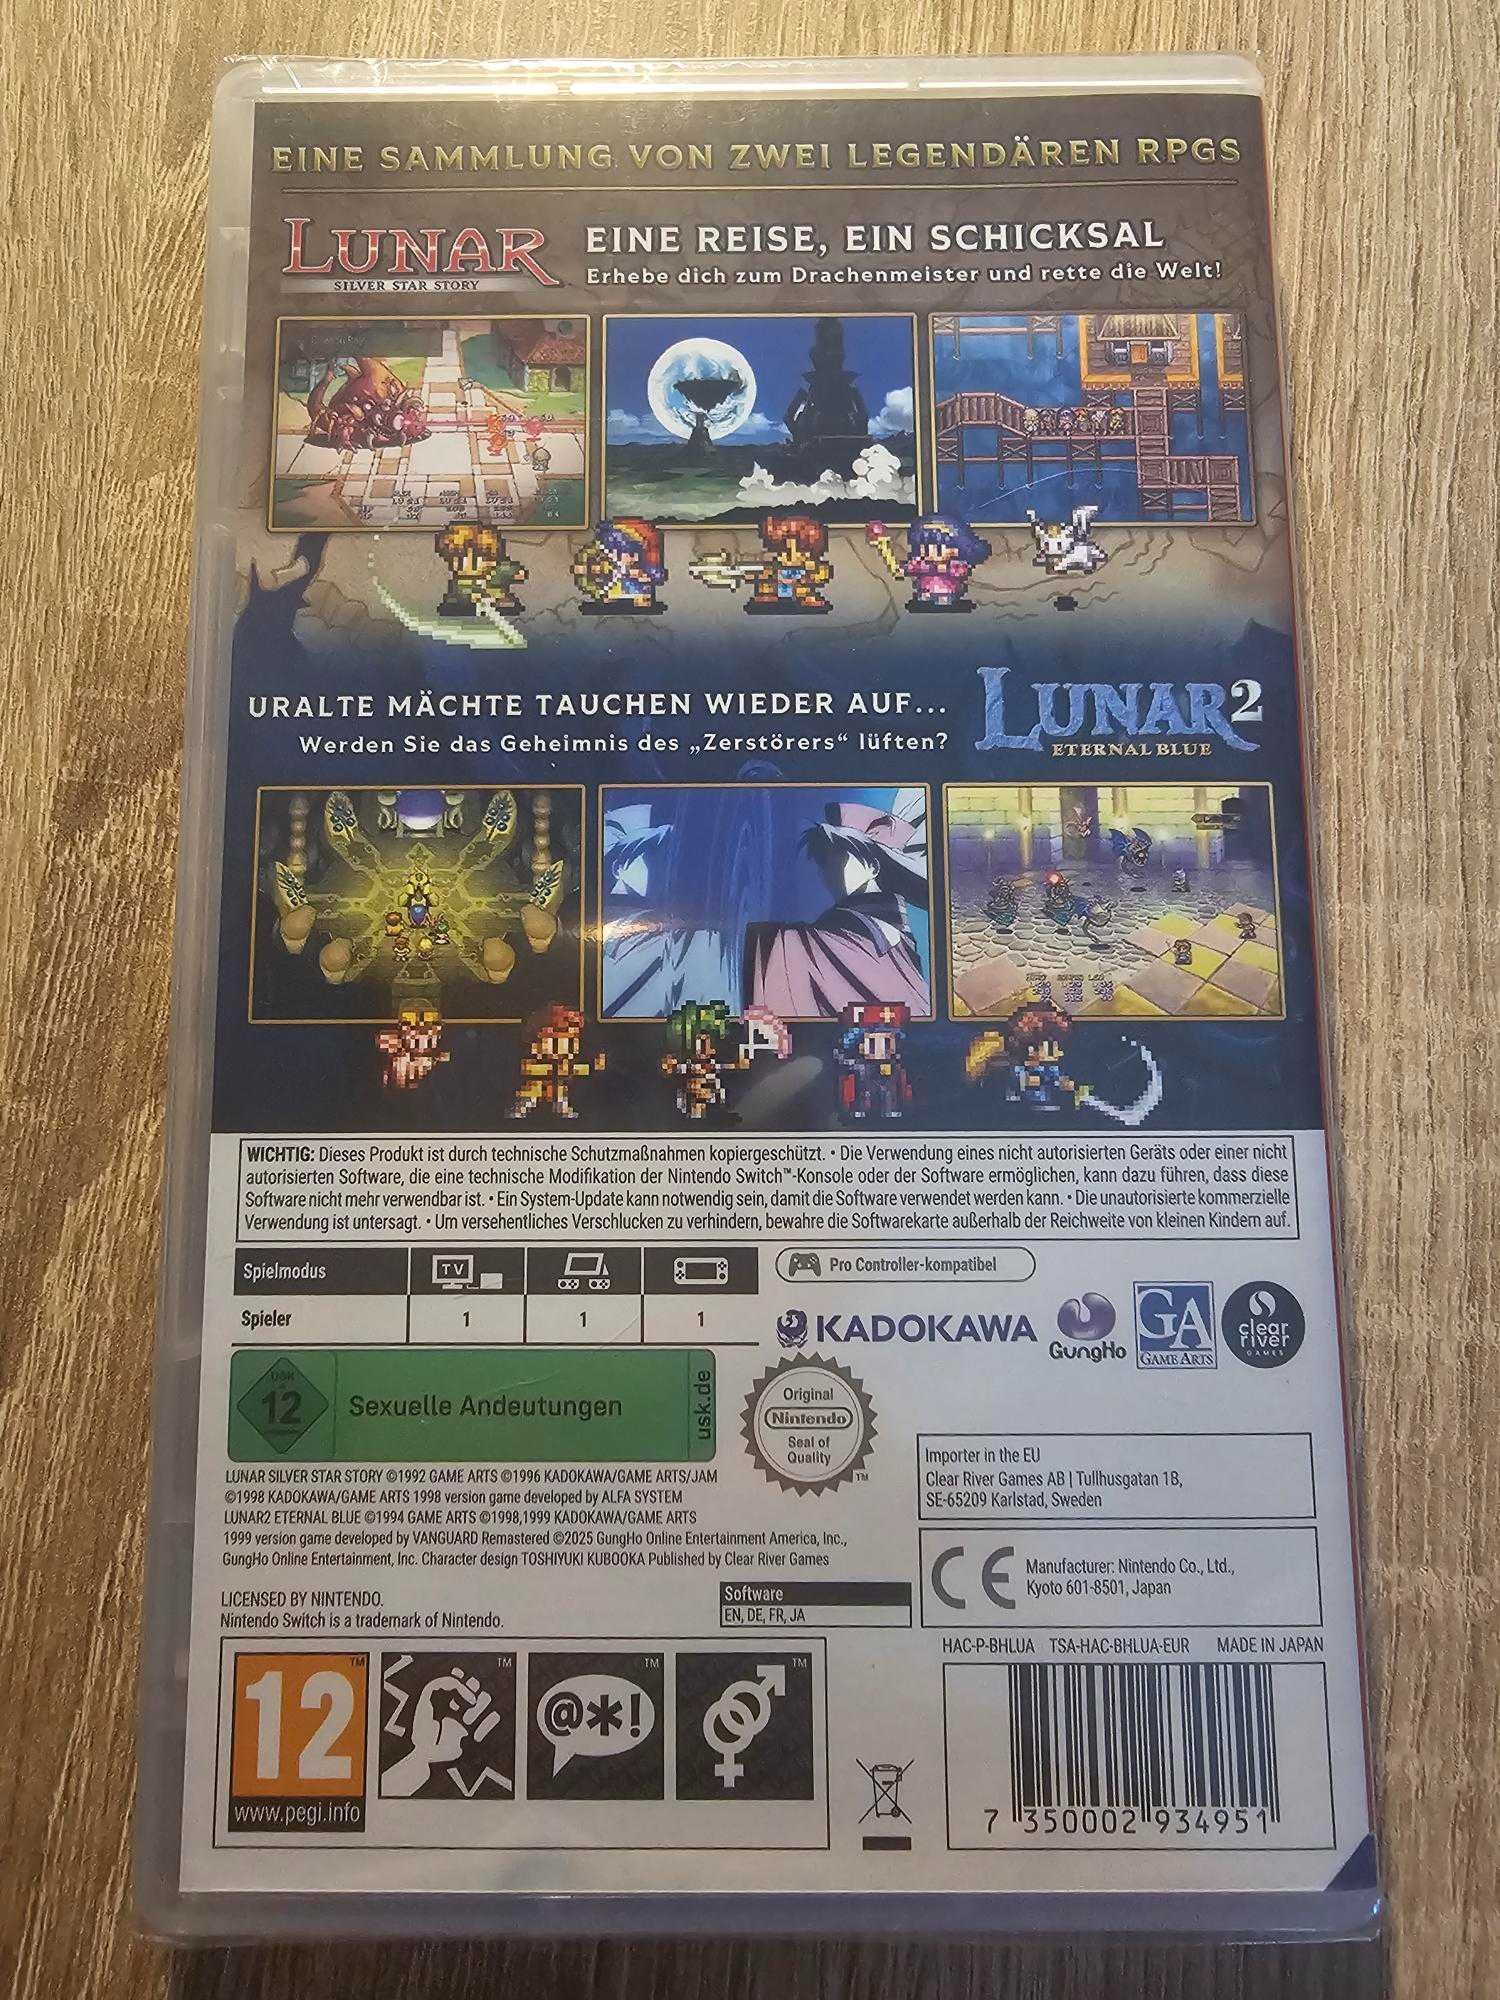 EINE SAMMLUNG VON ZWEI LEGENDÄREN RPGS
LUNAR
SILVER STAR STORY
EINE REISE, EIN SCHICKSAL
Erhebe dich zum Drachenmeister und rette die Welt!
URALTE MÄCHTE TAUCHEN WIEDER AUF...
Werden Sie das Geheimnis des „Zerstörers“ lüften?
LUNAR2
ETERNAL BLUE
WICHTIG: Dieses Produkt ist durch technische Schutzmaßnahmen kopiergeschützt. • Die Verwendung eines nicht autorisierten Geräts oder einer nicht
autorisierten Software, die eine technische Modifikation der Nintendo Switch™-Konsole oder der Software ermöglichen, kann dazu führen, dass diese
Software nicht mehr verwendbar ist. • Ein System-Update kann notwendig sein, damit die Software verwendet werden kann. • Die unautorisierte kommerzielle
Verwendung ist untersagt. • Um versehentliches Verschlucken zu verhindern, bewahre die Softwarekarte außerhalb der Reichweite von kleinen Kindern auf.
Spielmodus
TV
Pro Controller-kompatibel
Spieler
1
1
1
KADOKAWA
GungHo
GA
GAME ARTS
clear
river
GAMES
USK
12
Sexuelle Andeutungen
usk.de
Original
Nintendo
Seal of
Quality
TM
LUNAR SILVER STAR STORY ©1992 GAME ARTS ©1996 KADOKAWA/GAME ARTS/JAM
©1998 KADOKAWA/GAME ARTS 1998 version game developed by ALFA SYSTEM
LUNAR2 ETERNAL BLUE ©1994 GAME ARTS ©1998,1999 KADOKAWA/GAME ARTS
1999 version game developed by VANGUARD Remastered ©2025 GungHo Online Entertainment America, Inc.,
GungHo Online Entertainment, Inc. Character design TOSHIYUKI KUBOOKA Published by Clear River Games
Importer in the EU
Clear River Games AB | Tullhusgatan 1B,
SE-65209 Karlstad, Sweden
CE
Manufacturer: Nintendo Co., Ltd.,
Kyoto 601-8501, Japan
LICENSED BY NINTENDO.
Nintendo Switch is a trademark of Nintendo.
Software
EN, DE, FR, JA
HAC-P-BHLUA TSA-HAC-BHLUA-EUR MADE IN JAPAN
12
TM
www.pegi.info
TM
@*!
TM
TM
7 350002 934951